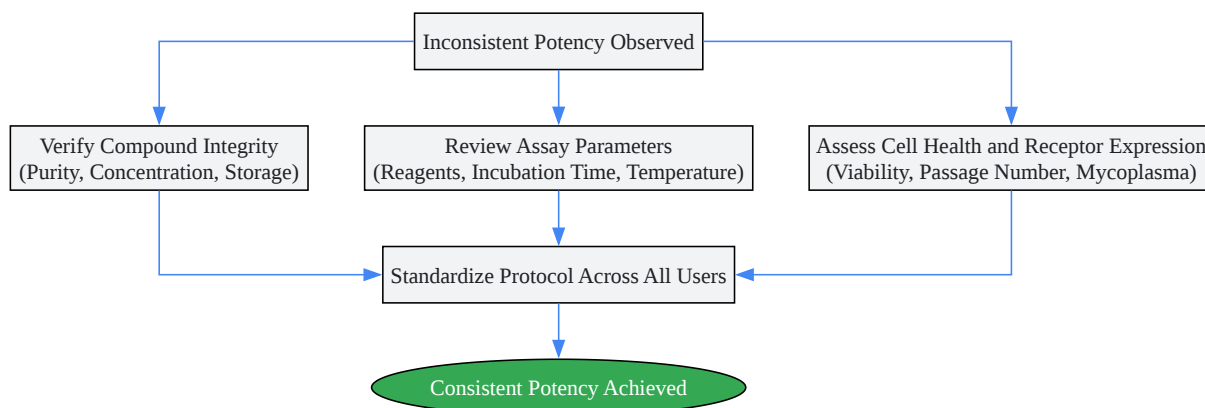 Inconsistent Potency Observed
Verify Compound Integrity
(Purity, Concentration, Storage)
Review Assay Parameters
(Reagents, Incubation Time, Temperature)
Assess Cell Health and Receptor Expression
(Viability, Passage Number, Mycoplasma)
Standardize Protocol Across All Users
Consistent Potency Achieved